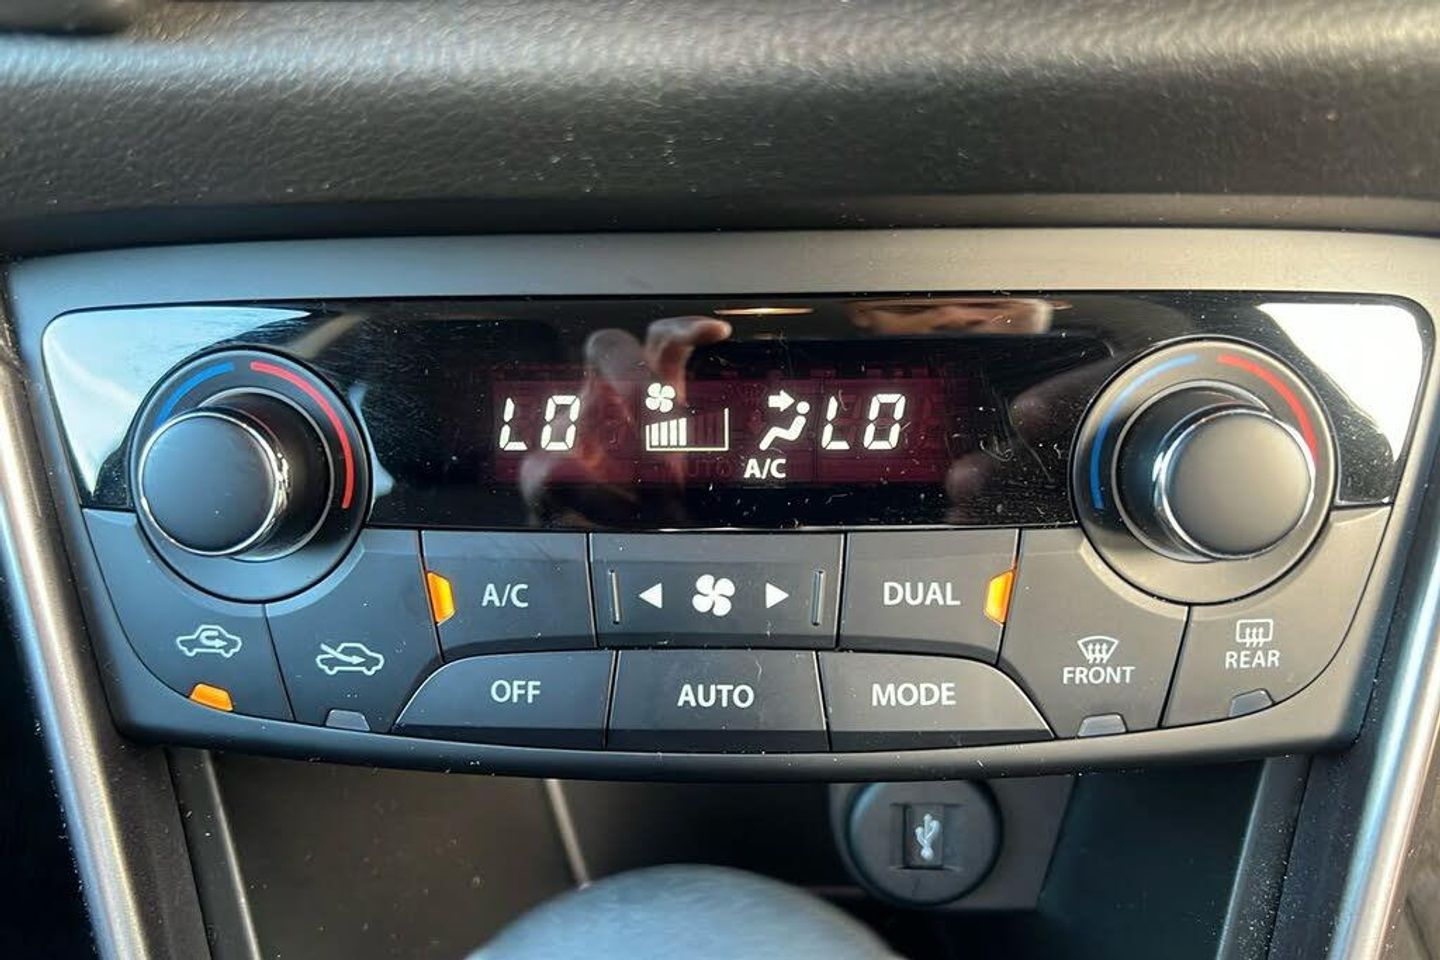 LO LO
A/C
A/C DUAL
OFF AUTO MODE FRONT REAR